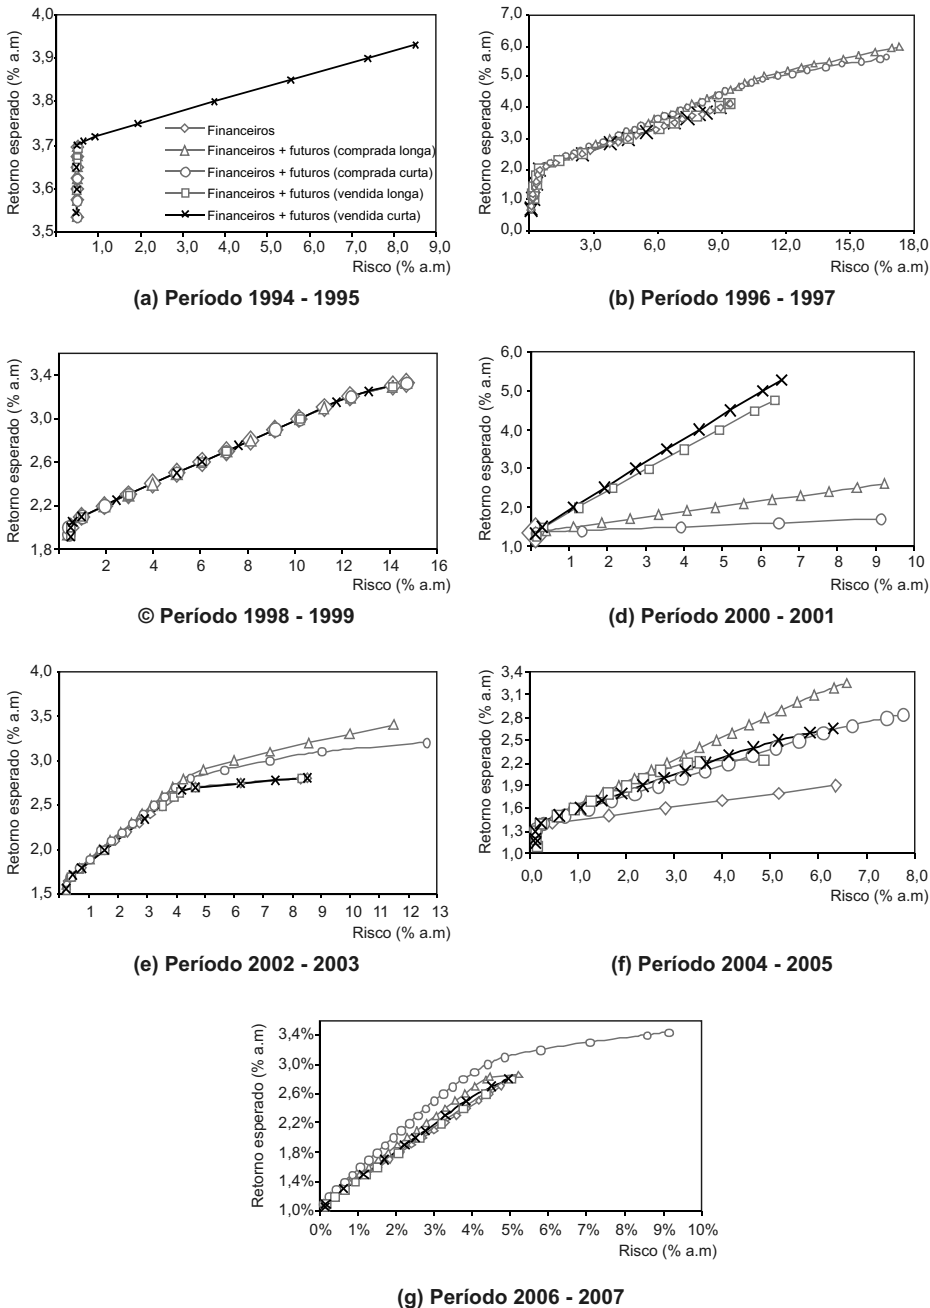 Retorno esperado (% a.m)
4,0
3,9
3,8
3,7
3,6
3,5
1,0 2,0 3,0 4,0 5,0 6,0 7,0 8,0 9,0
Risco (% a.m)
Financeiros
Financeiros + futuros (comprada longa)
Financeiros + futuros (comprada curta)
Financeiros + futuros (vendida longa)
Financeiros + futuros (vendida curta)
(a) Período 1994 - 1995
Retorno esperado (% a.m)
7,0
6,0
5,0
4,0
3,0
2,0
1,0
0,0
3,0 6,0 9,0 12,0 15,0 18,0
Risco (% a.m)
(b) Período 1996 - 1997
Retorno esperado (% a.m)
3,4
3,0
2,6
2,2
1,8
2 4 6 8 10 12 14 16
Risco (% a.m)
© Período 1998 - 1999
Retorno esperado (% a.m)
6,0
5,0
4,0
3,0
2,0
1,0
1 2 3 4 5 6 7 8 9 10
Risco (% a.m)
(d) Período 2000 - 2001
Retorno esperado (% a.m)
4,0
3,5
3,0
2,5
2,0
1,5
1 2 3 4 5 6 7 8 9 10 11 12 13
Risco (% a.m)
(e) Período 2002 - 2003
Retorno esperado (% a.m)
3,4
3,1
2,8
2,5
2,2
1,9
1,6
1,3
1,0
0,0 1,0 2,0 3,0 4,0 5,0 6,0 7,0 8,0
Risco (% a.m)
(f) Período 2004 - 2005
Retorno esperado (% a.m)
3,4%
3,0%
2,6%
2,2%
1,8%
1,4%
1,0%
0% 1% 2% 3% 4% 5% 6% 7% 8% 9% 10%
Risco (% a.m)
(g) Período 2006 - 2007